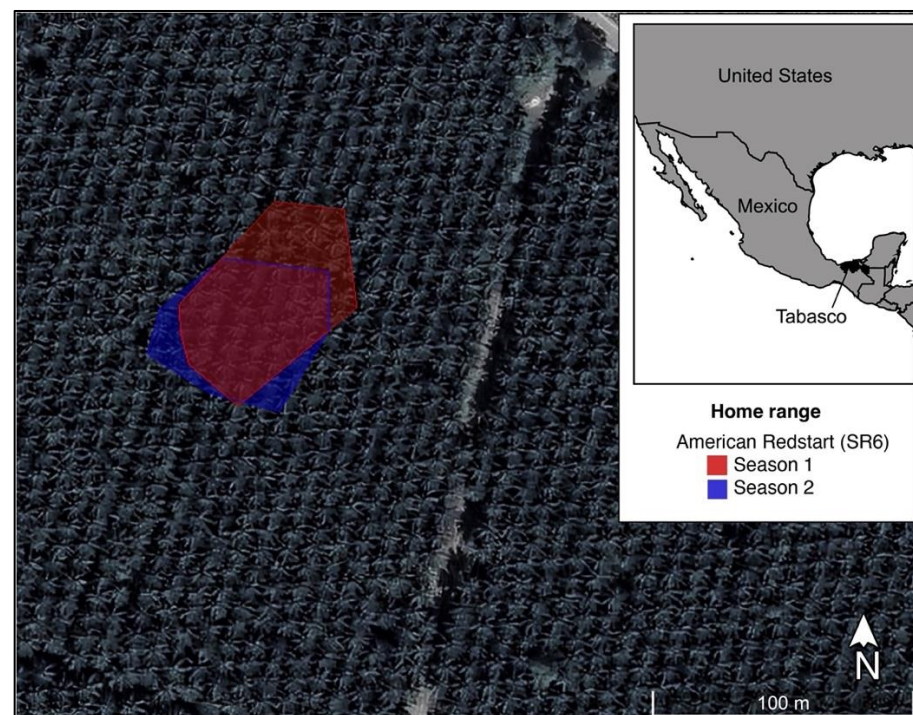 United States
Mexico
Tabasco
Home range
American Redstart (SR6)
Season 1
Season 2
N
100 m